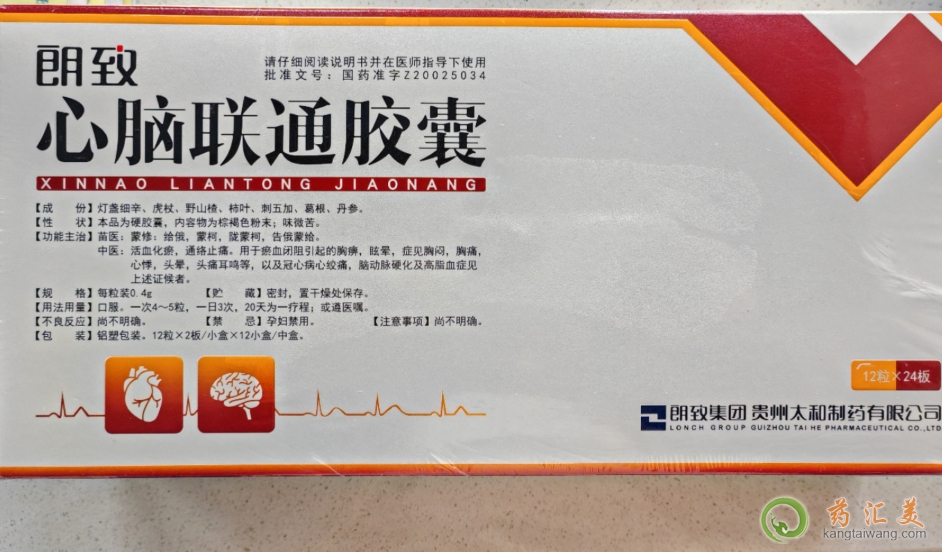 朗致
请仔细阅读说明书并在医师指导下使用
批准文号：国药准字Z20025034
心脑联通胶囊
XINNAO LIANTONG JIAONANG
【成 份】灯盏细辛、虎杖、野山楂、柿叶、刺五加、葛根、丹参。
【性 状】本品为硬胶囊，内容物为棕褐色粉末；味微苦。
【功能主治】苗医：蒙修：给俄，蒙柯，陇蒙柯，告俄蒙给。
中医：活血化瘀，通络止痛。用于瘀血闭阻引起的胸痹，眩晕，症见胸闷，胸痛，
心悸，头晕，头痛耳鸣等，以及冠心病心绞痛，脑动脉硬化及高脂血症见
上述证候者。
【规 格】每粒装0.4g 【贮 藏】密封，置干燥处保存。
【用法用量】口服。一次4～5粒，一日3次，20天为一疗程；或遵医嘱。
【不良反应】尚不明确。 【禁 忌】孕妇禁用。 【注意事项】尚不明确。
【包 装】铝塑包装。12粒×2板/小盒×12小盒/中盒。
12粒×24板
朗致集团 贵州太和制药有限公司
LONCH GROUP GUIZHOU TAI HE PHARMACEUTICAL CO.,LTD
药汇美
kangtaiwang.com